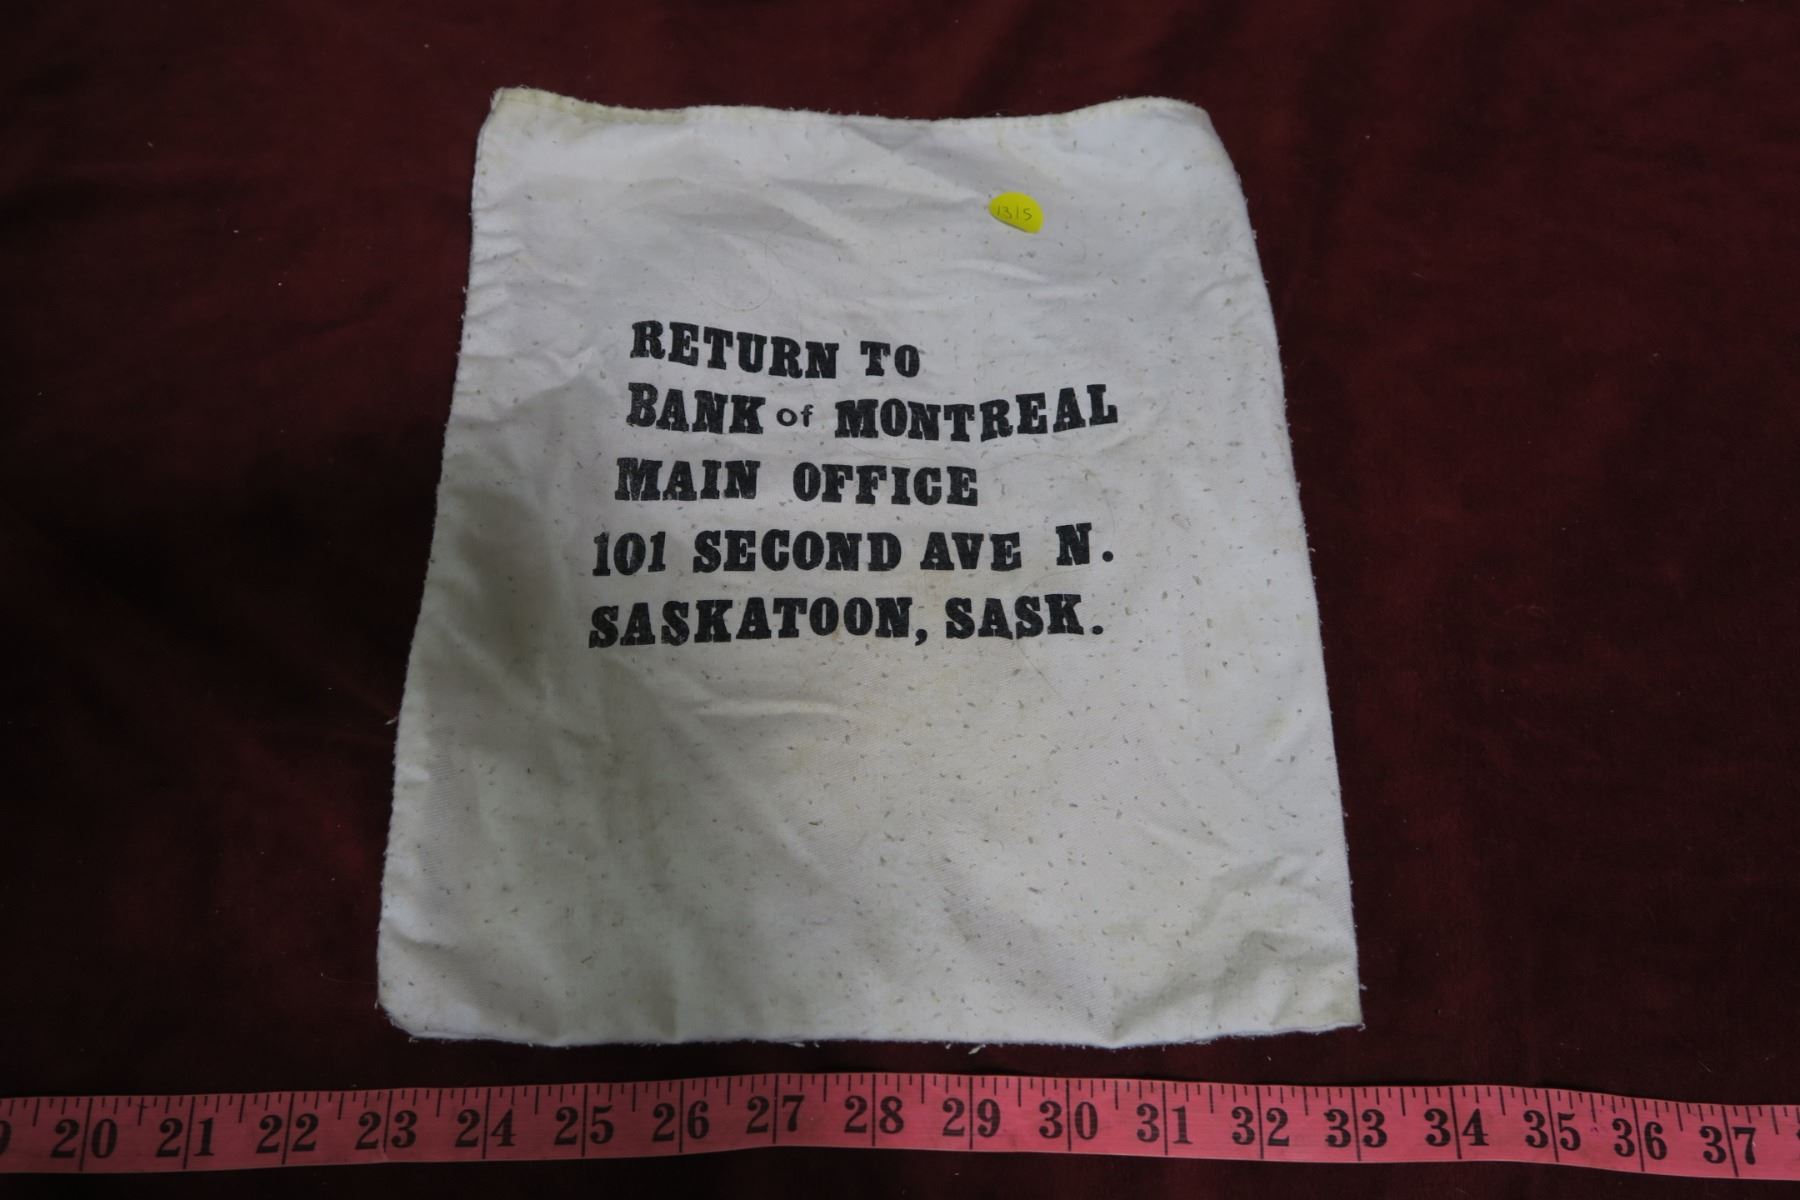 1315
RETURN TO
BANK of MONTREAL
MAIN OFFICE
101 SECOND AVE N.
SASKATOON, SASK.
20 21 22 23 24 25 26 27 28 29 30 31 32 33 34 35 36 37